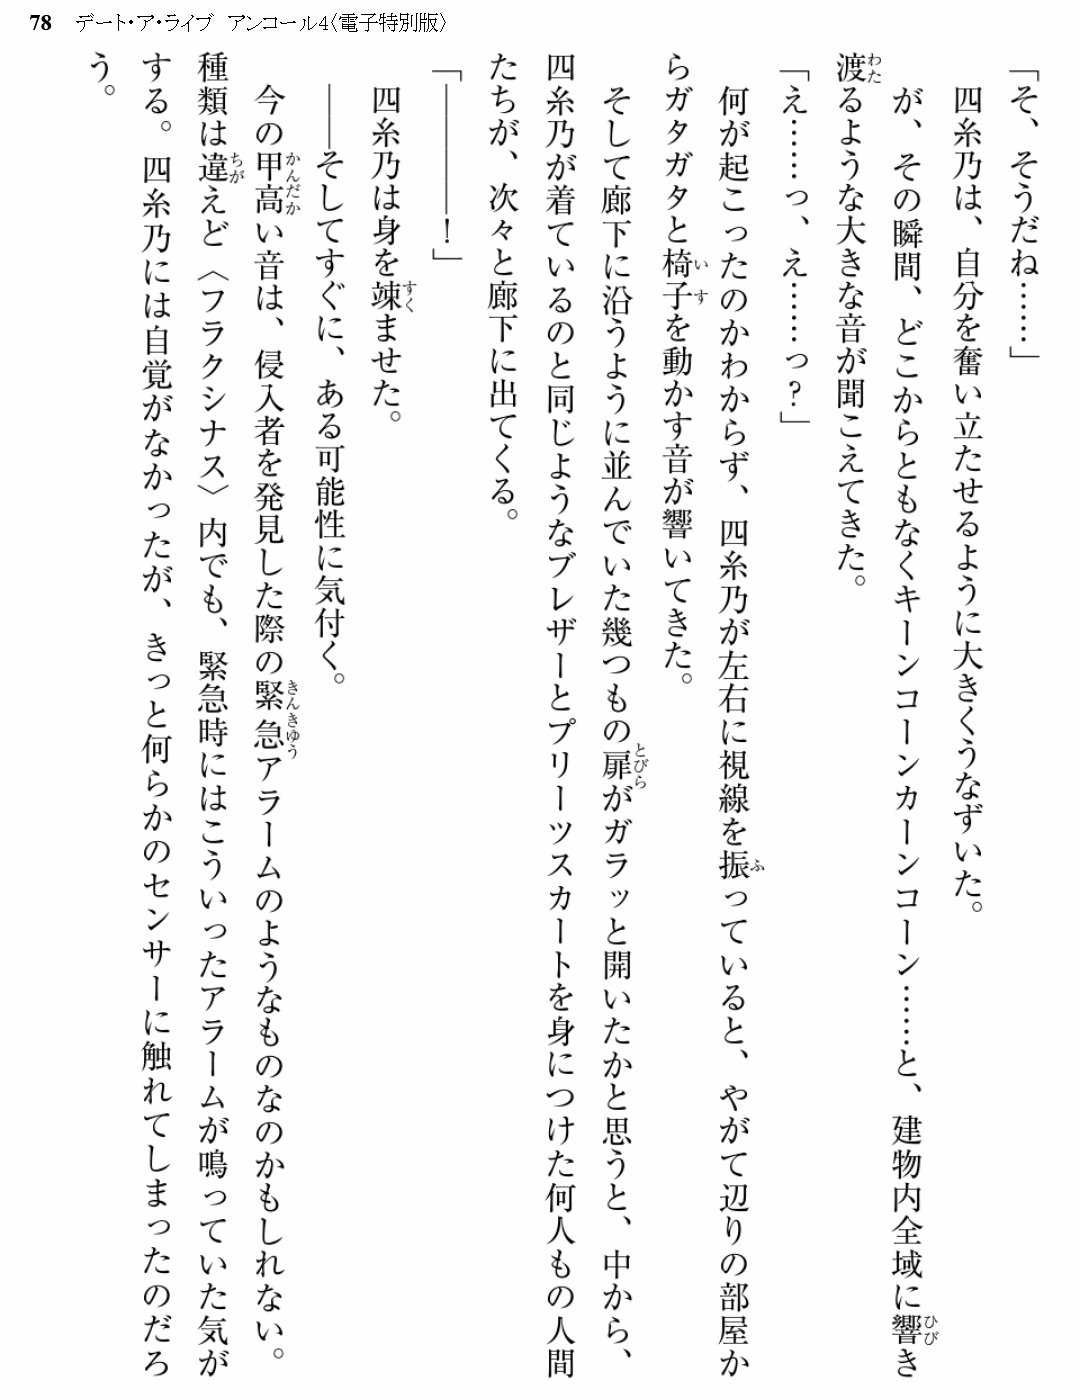 78 デート・ア・ライブ　アンコール4〈電子特別版〉
「そ、そうだね……」
四糸乃は、自分を奮い立たせるように大きくうなずいた。
が、その瞬間、どこからともなくキーンコーンカーンコーン……と、建物内全域に響き
渡るような大きな音が聞こえてきた。
「え……っ、え……っ？」
何が起こったのかわからず、四糸乃が左右に視線を振っていると、やがて辺りの部屋か
らガタガタと椅子を動かす音が響いてきた。
そして廊下に沿うように並んでいた幾つもの扉がガラッと開いたかと思うと、中から、
四糸乃が着ているのと同じようなブレザーとプリーツスカートを身につけた何人もの人間
たちが、次々と廊下に出てくる。
「――――！」
四糸乃は身を竦ませた。
――そしてすぐに、ある可能性に気付く。
今の甲高い音は、侵入者を発見した際の緊急アラームのようなものなのかもしれない。
種類は違えど〈フラクシナス〉内でも、緊急時にはこういったアラームが鳴っていた気が
する。四糸乃には自覚がなかったが、きっと何らかのセンサーに触れてしまったのだろ
う。